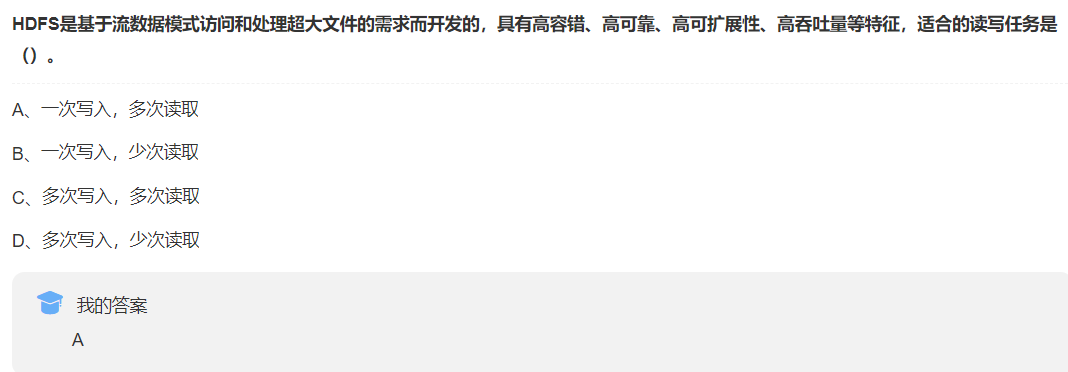 HDFS是基于流数据模式访问和处理超大文件的需求而开发的，具有高容错、高可靠、高可扩展性、高吞吐量等特征，适合的读写任务是
（）。
A、一次写入，多次读取
B、一次写入，少次读取
C、多次写入，多次读取
D、多次写入，少次读取
我的答案
A